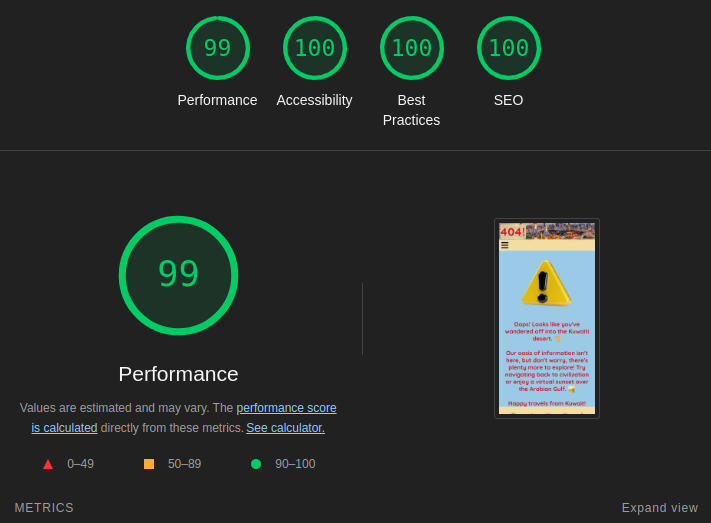 99
100
100
100
Performance
Accessibility
Best
Practices
SEO
99
Performance
Values are estimated and may vary. The performance score
is calculated directly from these metrics. See calculator.
0–49
50–89
90–100
404!
Oops! Looks like you've
wandered off into the Kuwaiti
desert.
Our oasis of information isn't
here, but don't worry, there's
plenty more to explore! Try
navigating back to civilization
or enjoy a virtual sunset over
the Arabian Gulf.
Happy travels from Kuwait!
METRICS
Expand view